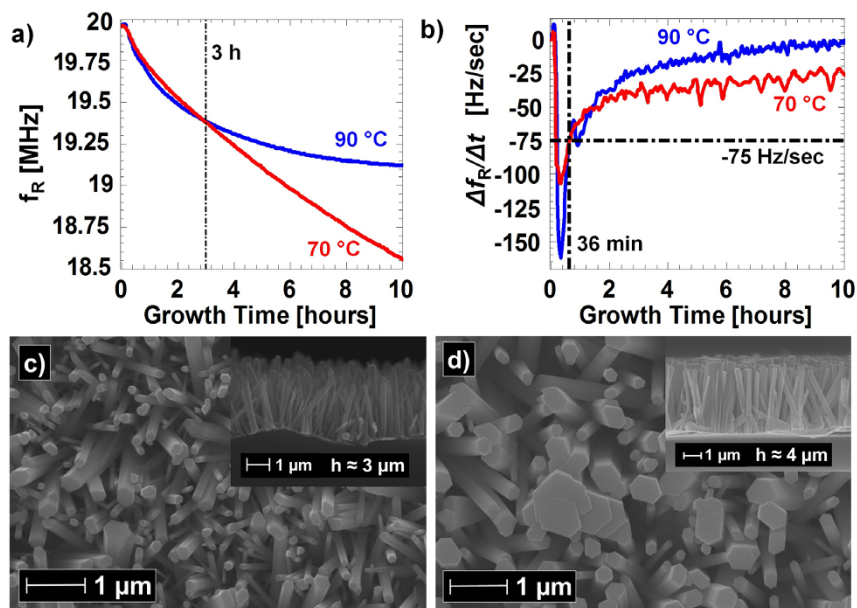 a)
20
19.75
19.4
19.25
19
18.75
18.5
f_R [MHz]
3 h
90 °C
70 °C
0 2 4 6 8 10
Growth Time [hours]
b)
0
-25
-50
-75
-100
-125
-150
Δf_R/Δt [Hz/sec]
90 °C
70 °C
-75 Hz/sec
36 min
0 2 4 6 8 10
Growth Time [hours]
c)
1 µm h ≈ 3 µm
1 µm
d)
1 µm h ≈ 4 µm
1 µm